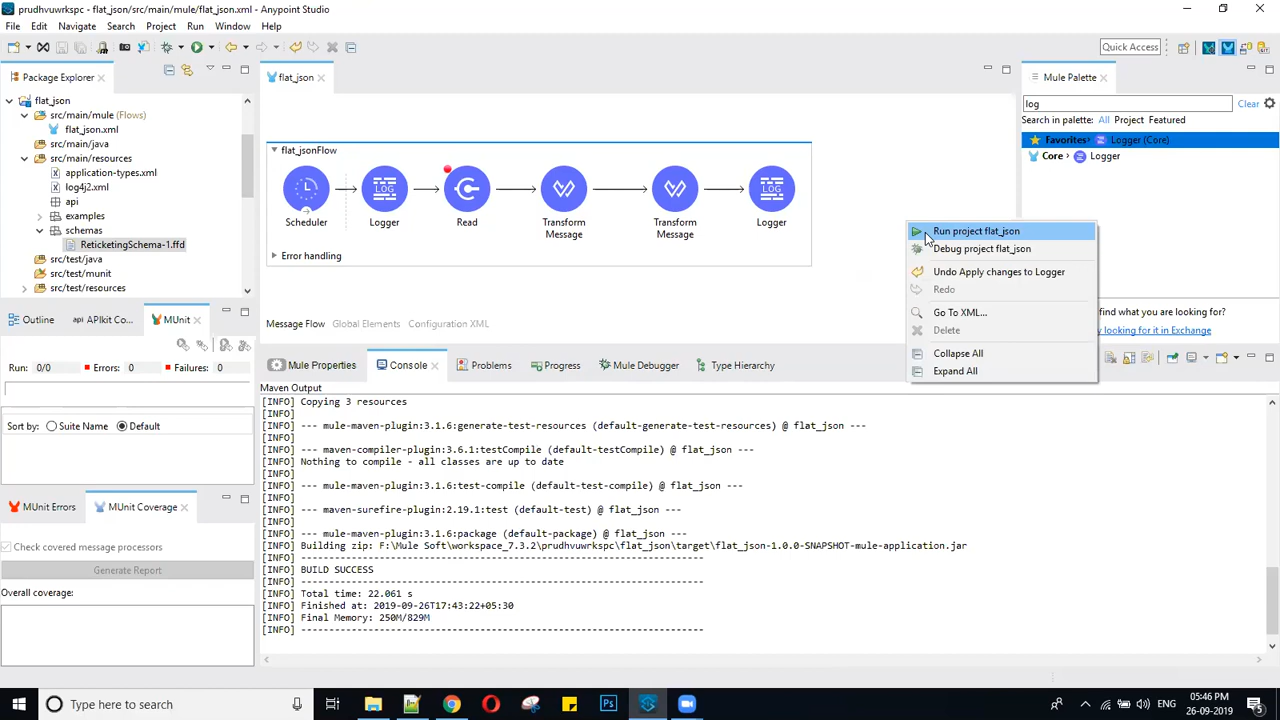 prudhvuwrkspc - flat_json/src/main/mule/flat_json.xml - Anypoint Studio
File Edit Navigate Search Project Run Window Help
Quick Access
Package Explorer
flat_json
src/main/mule (Flows)
flat_json.xml
src/main/java
src/main/resources
application-types.xml
log4j2.xml
api
examples
schemas
ReticketingSchema-1.ffd
src/test/java
src/test/munit
src/test/resources
flat_json
flat_jsonFlow
LOG
LOG
Scheduler
Logger
Read
Transform Message
Transform Message
Logger
Error handling
Message Flow Global Elements Configuration XML
Mule Palette
log
Clear
Search in palette: All Project Featured
Favorites > Logger (Core)
Core > Logger
Run project flat_json
Debug project flat_json
Undo Apply changes to Logger
Redo
Go To XML...
Delete
Collapse All
Expand All
find what you are looking for?
y looking for it in Exchange
Outline
API APIkit Co...
MUnit
Run: 0/0 Errors: 0 Failures: 0
Sort by: Suite Name Default
MUnit Errors
MUnit Coverage
Check covered message processors
Generate Report
Overall coverage:
Mule Properties
Console
Problems
Progress
Mule Debugger
Type Hierarchy
Maven Output
[INFO] Copying 3 resources
[INFO]
[INFO] --- mule-maven-plugin:3.1.6:generate-test-resources (default-generate-test-resources) @ flat_json ---
[INFO]
[INFO] --- maven-compiler-plugin:3.6.1:testCompile (default-testCompile) @ flat_json ---
[INFO] Nothing to compile - all classes are up to date
[INFO]
[INFO] --- mule-maven-plugin:3.1.6:test-compile (default-test-compile) @ flat_json ---
[INFO]
[INFO] --- maven-surefire-plugin:2.19.1:test (default-test) @ flat_json ---
[INFO]
[INFO] --- mule-maven-plugin:3.1.6:package (default-package) @ flat_json ---
[INFO] Building zip: F:\Mule Soft\workspace_7.3.2\prudhvuwrkspc\flat_json\target\flat_json-1.0.0-SNAPSHOT-mule-application.jar
[INFO] ------------------------------------------------------------------------
[INFO] BUILD SUCCESS
[INFO] ------------------------------------------------------------------------
[INFO] Total time: 22.061 s
[INFO] Finished at: 2019-09-26T17:43:22+05:30
[INFO] Final Memory: 250M/829M
[INFO] ------------------------------------------------------------------------
Type here to search
Ps
ENG
05:46 PM
26-09-2019